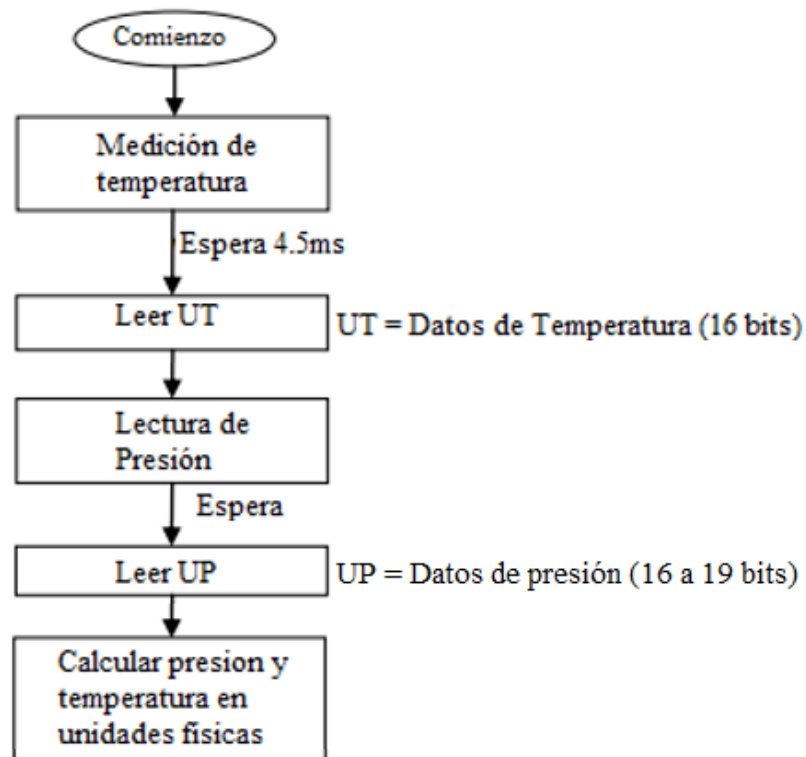 Comienzo
Medición de
temperatura
Espera 4.5ms
Leer UT
UT = Datos de Temperatura (16 bits)
Lectura de
Presión
Espera
Leer UP
UP = Datos de presión (16 a 19 bits)
Calcular presion y
temperatura en
unidades físicas